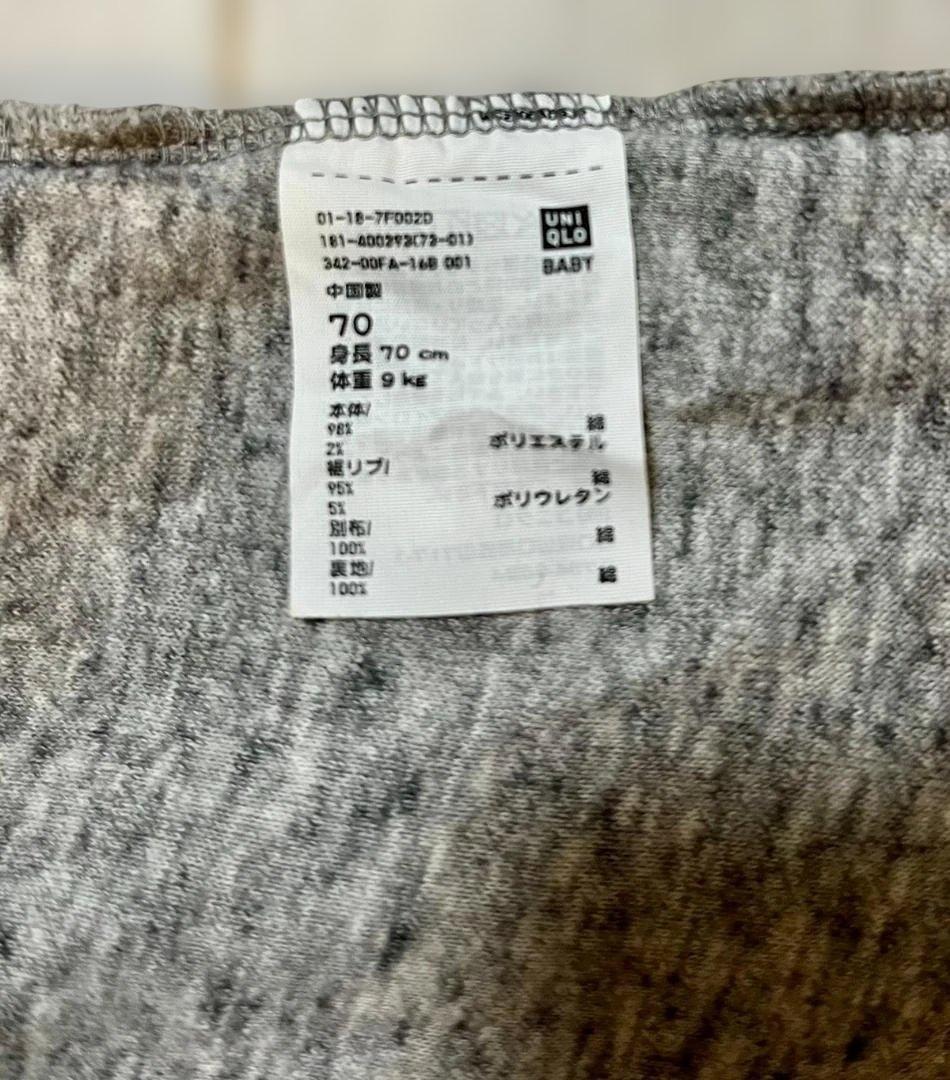 01-18-7F002D
181-400293(73-01)
342-00FA-16B 001
UNI
QLO
BABY
中国製
70
身長 70 cm
体重 9 kg
本体/
98% 綿
2% ポリエステル
裾リブ/
95% 綿
5% ポリウレタン
別布/
100% 綿
裏地/
100% 綿